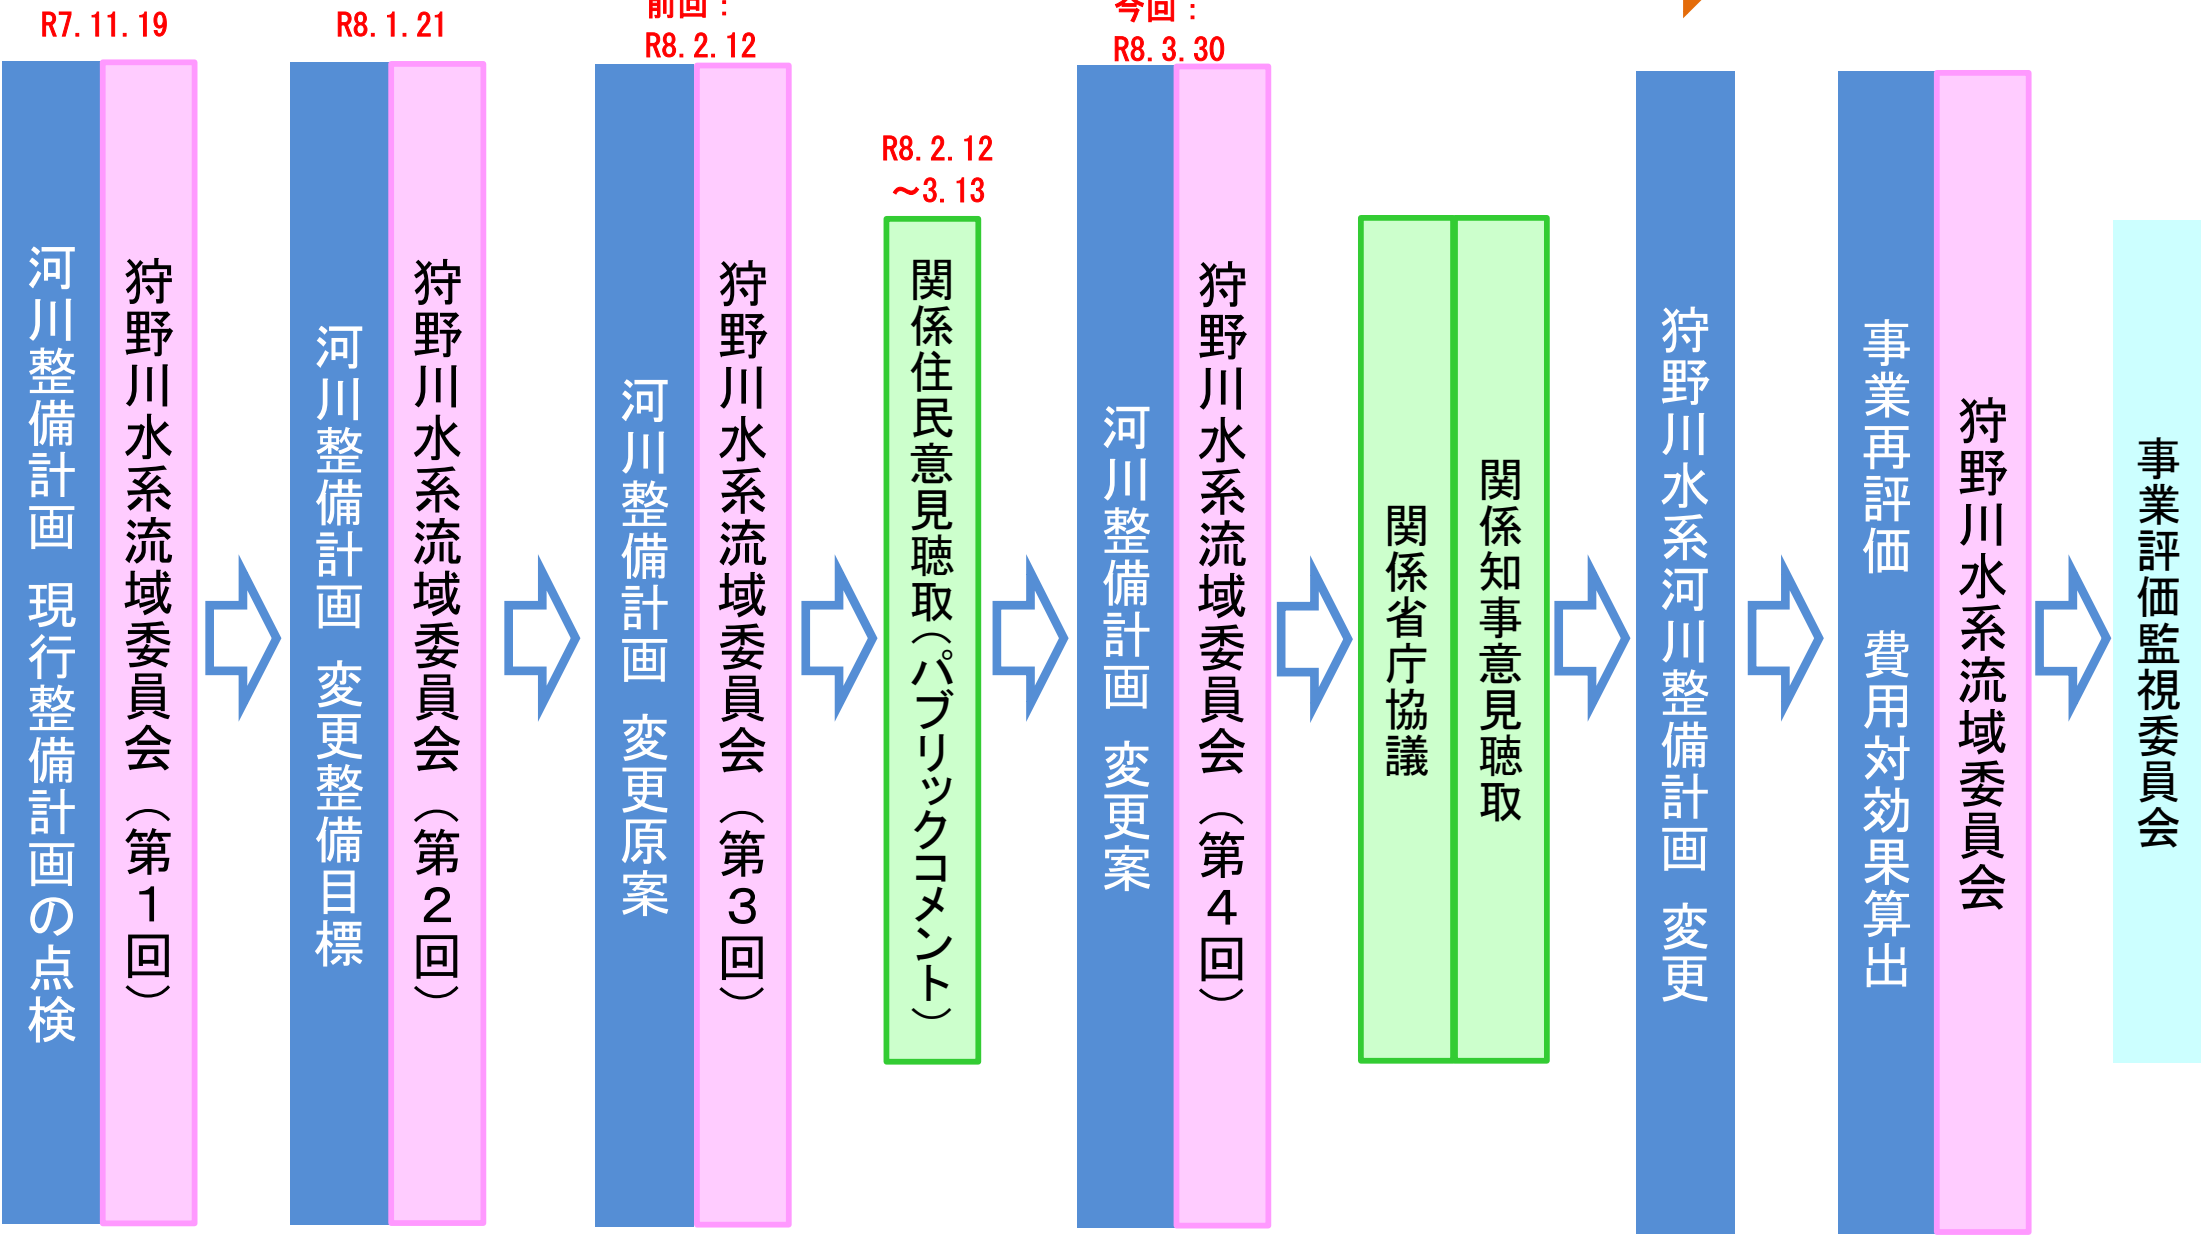 R7.11.19
河川整備計画 現行整備計画の点検
狩野川水系流域委員会（第１回）
R8.1.21
河川整備計画 変更整備目標
狩野川水系流域委員会（第２回）
前回：
R8.2.12
河川整備計画 変更原案
狩野川水系流域委員会（第３回）
R8.2.12
～3.13
関係住民意見聴取（パブリックコメント）
今回：
R8.3.30
河川整備計画 変更案
狩野川水系流域委員会（第４回）
関係省庁協議
関係知事意見聴取
狩野川水系河川整備計画 変更
事業再評価 費用対効果算出
狩野川水系流域委員会
事業評価監視委員会